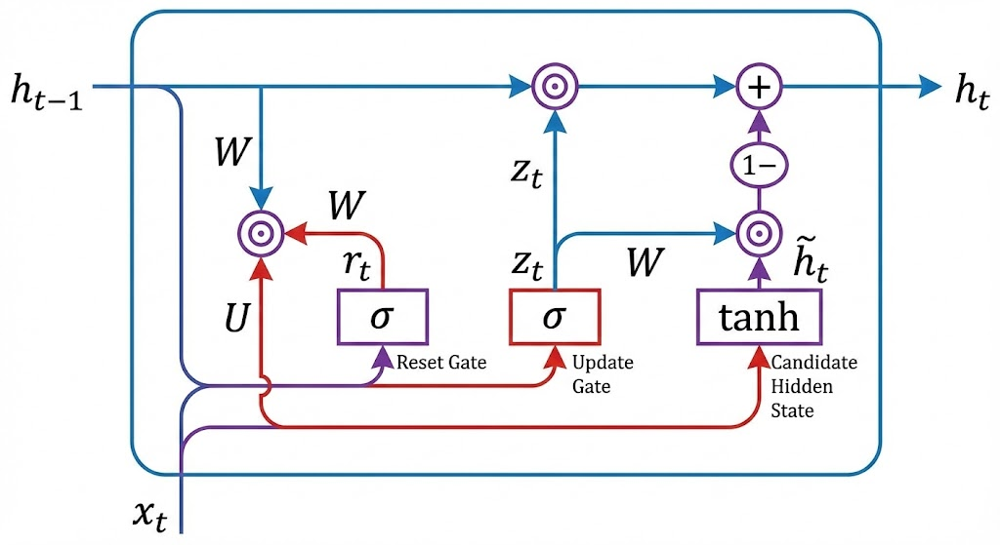 h_{t-1}
h_t
+
W
z_t
1−
W
r_t
z_t
W
h̃_t
U
σ
σ
tanh
Reset Gate
Update
Gate
Candidate
Hidden
State
x_t